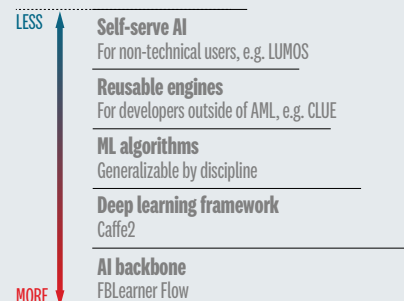 LESS
Self-serve AI
For non-technical users, e.g. LUMOS
Reusable engines
For developers outside of AML, e.g. CLUE
ML algorithms
Generalizable by discipline
Deep learning framework
Caffe2
AI backbone
FBLearner Flow
MORE